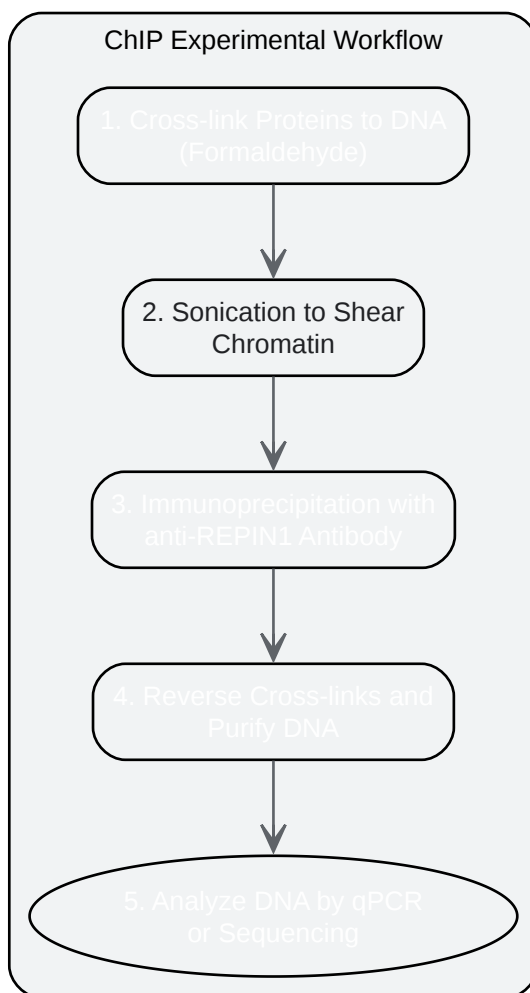 ChIP Experimental Workflow
1. Cross-link Proteins to DNA
(Formaldehyde)
2. Sonication to Shear
Chromatin
3. Immunoprecipitation with
anti-REPIN1 Antibody
4. Reverse Cross-links and
Purify DNA
5. Analyze DNA by qPCR
or Sequencing